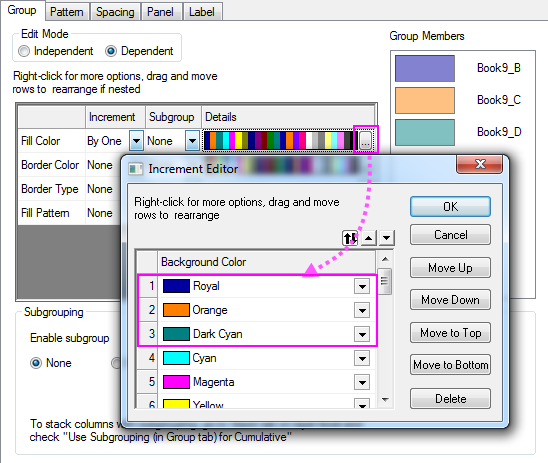 Group Pattern Spacing Panel Label
Edit Mode
Independent Dependent
Group Members
Right-click for more options, drag and move
rows to rearrange if nested
Book9_B
Book9_C
Book9_D
Increment Subgroup Details
Fill Color By One None ...
Border Color None
Border Type None
Fill Pattern None
Increment Editor
Right-click for more options, drag and move
rows to rearrange
OK
Cancel
Move Up
Move Down
Move to Top
Move to Bottom
Delete
Background Color
1 Royal
2 Orange
3 Dark Cyan
4 Cyan
5 Magenta
6 Yellow
Subgrouping
Enable subgroup
None
To stack columns
check "Use Subgrouping (in Group tab) for Cumulative"